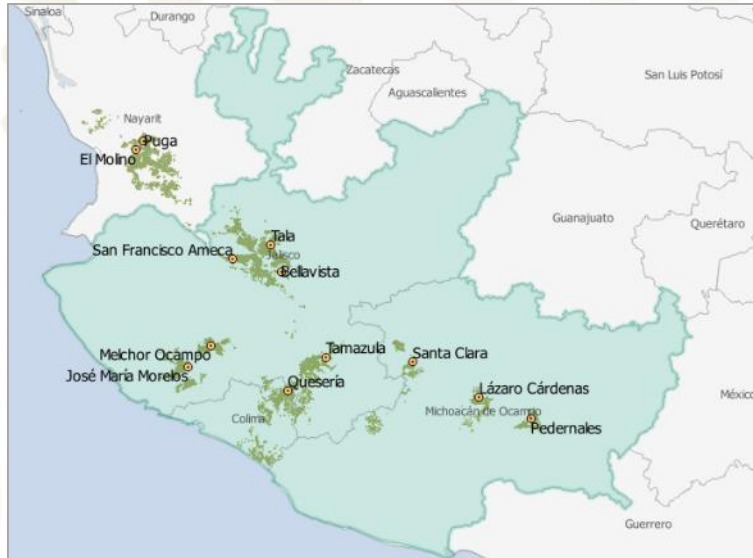 Sinaloa
Durango
Zacatecas
San Luis Potosí
Aguascalientes
Nayarit
Puga
El Molino
Guanajuato
Querétaro
Tala
San Francisco Ameca
Jalisco
Bellavista
Melchor Ocampo
Tamazula
Santa Clara
José María Morelos
Quesería
Lázaro Cárdenas
México
Colima
Michoacán de Ocampo
Pedernales
Guerrero